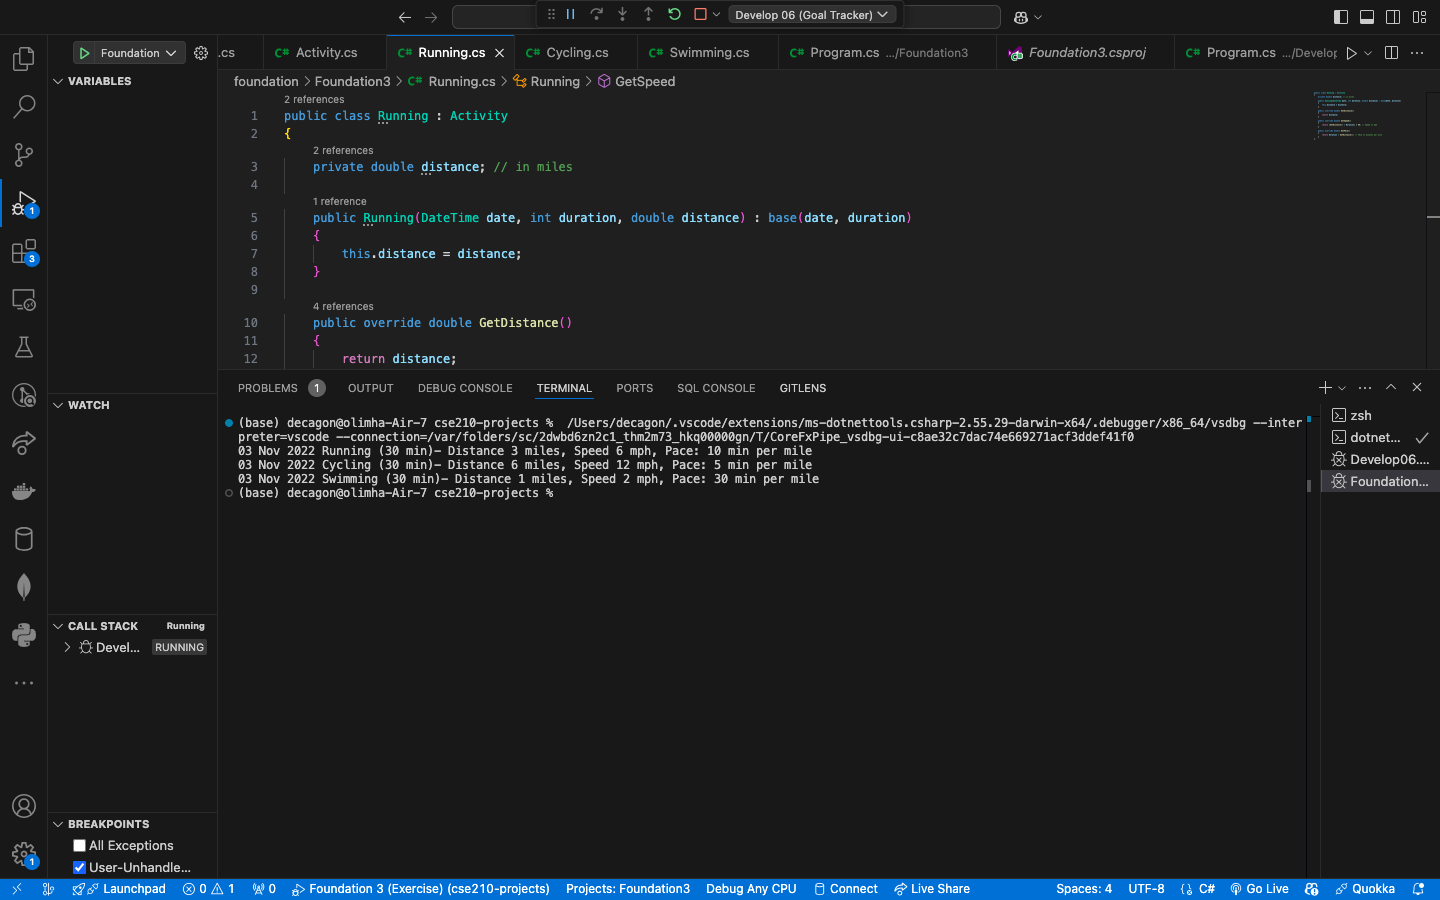 Develop 06 (Goal Tracker)
Foundation
.cs
Activity.cs
Running.cs
Cycling.cs
Swimming.cs
Program.cs .../Foundation3
Foundation3.csproj
Program.cs .../Develop
foundation > Foundation3 > Running.cs > Running > GetSpeed
VARIABLES
WATCH
CALL STACK
Running
Devel...
RUNNING
BREAKPOINTS
All Exceptions
User-Unhandle...
1
3
1
2 references
1 public class Running : Activity
2 {
2 references
3 private double distance; // in miles
4
1 reference
5 public Running(DateTime date, int duration, double distance) : base(date, duration)
6 {
7 this.distance = distance;
8 }
9
4 references
10 public override double GetDistance()
11 {
12 return distance;
PROBLEMS 1 OUTPUT DEBUG CONSOLE TERMINAL PORTS SQL CONSOLE GITLENS
(base) decagon@olimha-Air-7 cse210-projects % /Users/decagon/.vscode/extensions/ms-dotnettools.csharp-2.55.29-darwin-x64/.debugger/x86_64/vsdbg --inter
preter=vscode --connection=/var/folders/sc/2dwbd6zn2c1_thm2m73_hkq00000gn/T/CoreFxPipe_vsdbg-ui-c8ae32c7dac74e669271acf3ddef41f0
03 Nov 2022 Running (30 min)- Distance 3 miles, Speed 6 mph, Pace: 10 min per mile
03 Nov 2022 Cycling (30 min)- Distance 6 miles, Speed 12 mph, Pace: 5 min per mile
03 Nov 2022 Swimming (30 min)- Distance 1 miles, Speed 2 mph, Pace: 30 min per mile
(base) decagon@olimha-Air-7 cse210-projects %
zsh
dotnet...
Develop06....
Foundation...
Launchpad 0 1 0 Foundation 3 (Exercise) (cse210-projects) Projects: Foundation3 Debug Any CPU Connect Live Share Spaces: 4 UTF-8 C# Go Live Quokka